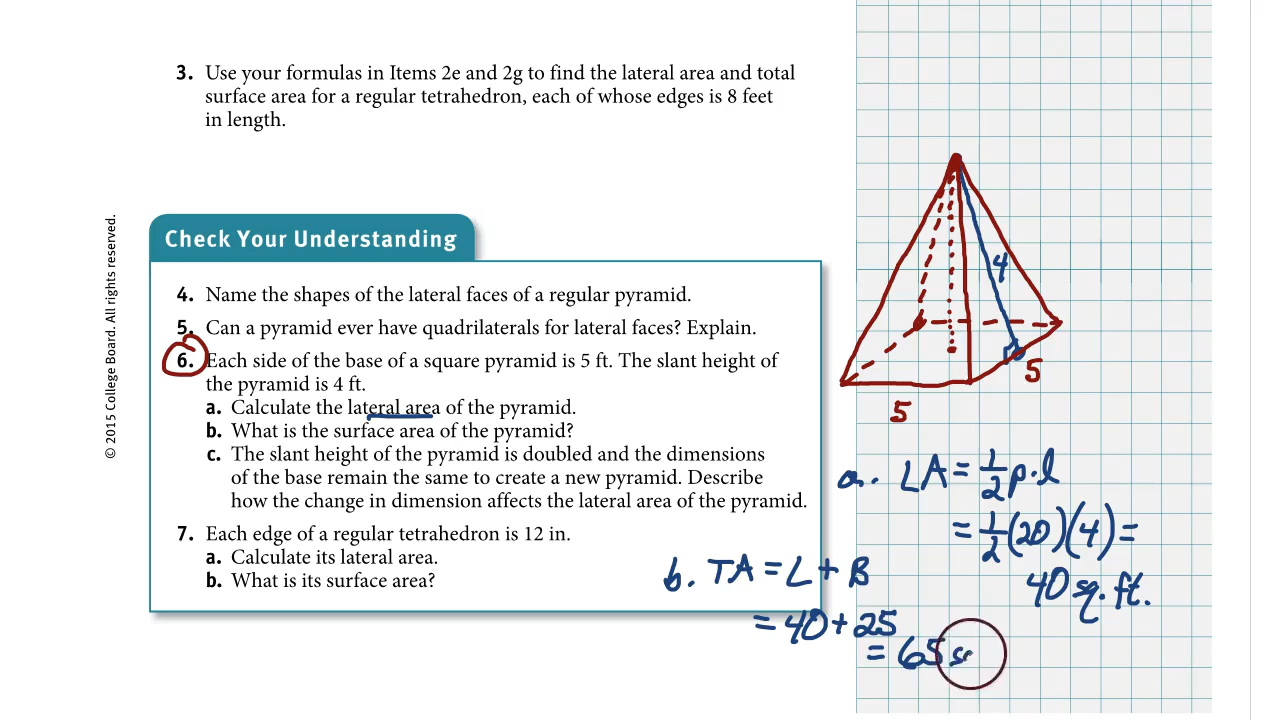 3. Use your formulas in Items 2e and 2g to find the lateral area and total
surface area for a regular tetrahedron, each of whose edges is 8 feet
in length.
© 2015 College Board. All rights reserved.
Check Your Understanding
4. Name the shapes of the lateral faces of a regular pyramid.
5. Can a pyramid ever have quadrilaterals for lateral faces? Explain.
6. Each side of the base of a square pyramid is 5 ft. The slant height of
the pyramid is 4 ft.
a. Calculate the lateral area of the pyramid.
b. What is the surface area of the pyramid?
c. The slant height of the pyramid is doubled and the dimensions
of the base remain the same to create a new pyramid. Describe
how the change in dimension affects the lateral area of the pyramid.
7. Each edge of a regular tetrahedron is 12 in.
a. Calculate its lateral area.
b. What is its surface area?
4
5
5
a. LA = 1/2 p·l
= 1/2 (20)(4) =
40 sq. ft.
b. TA = L + B
= 40 + 25
= 65 s